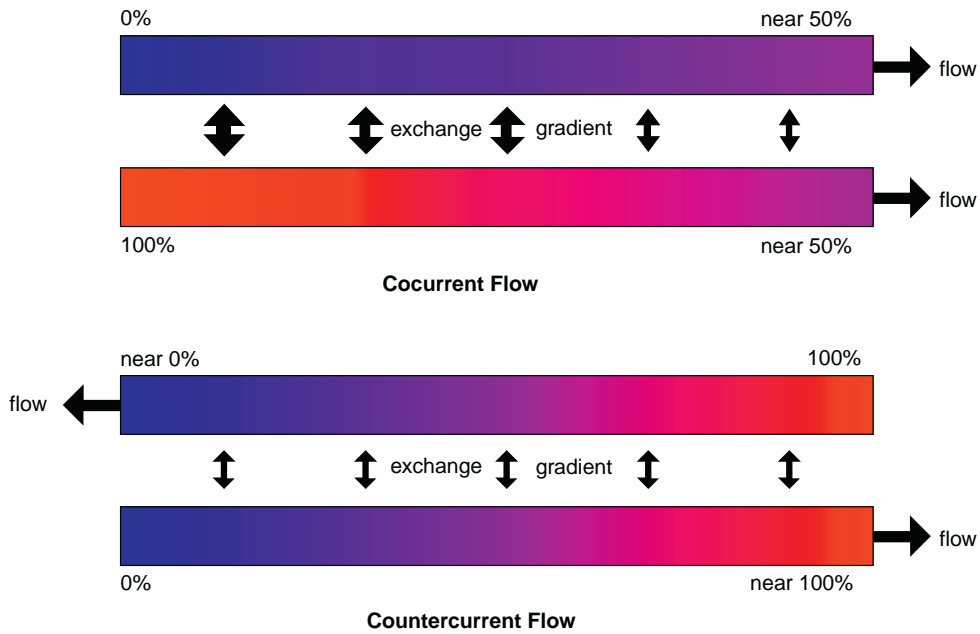 0% near 50%
flow
exchange gradient
flow
100% near 50%
Cocurrent Flow
near 0% 100%
flow
exchange gradient
flow
0% near 100%
Countercurrent Flow